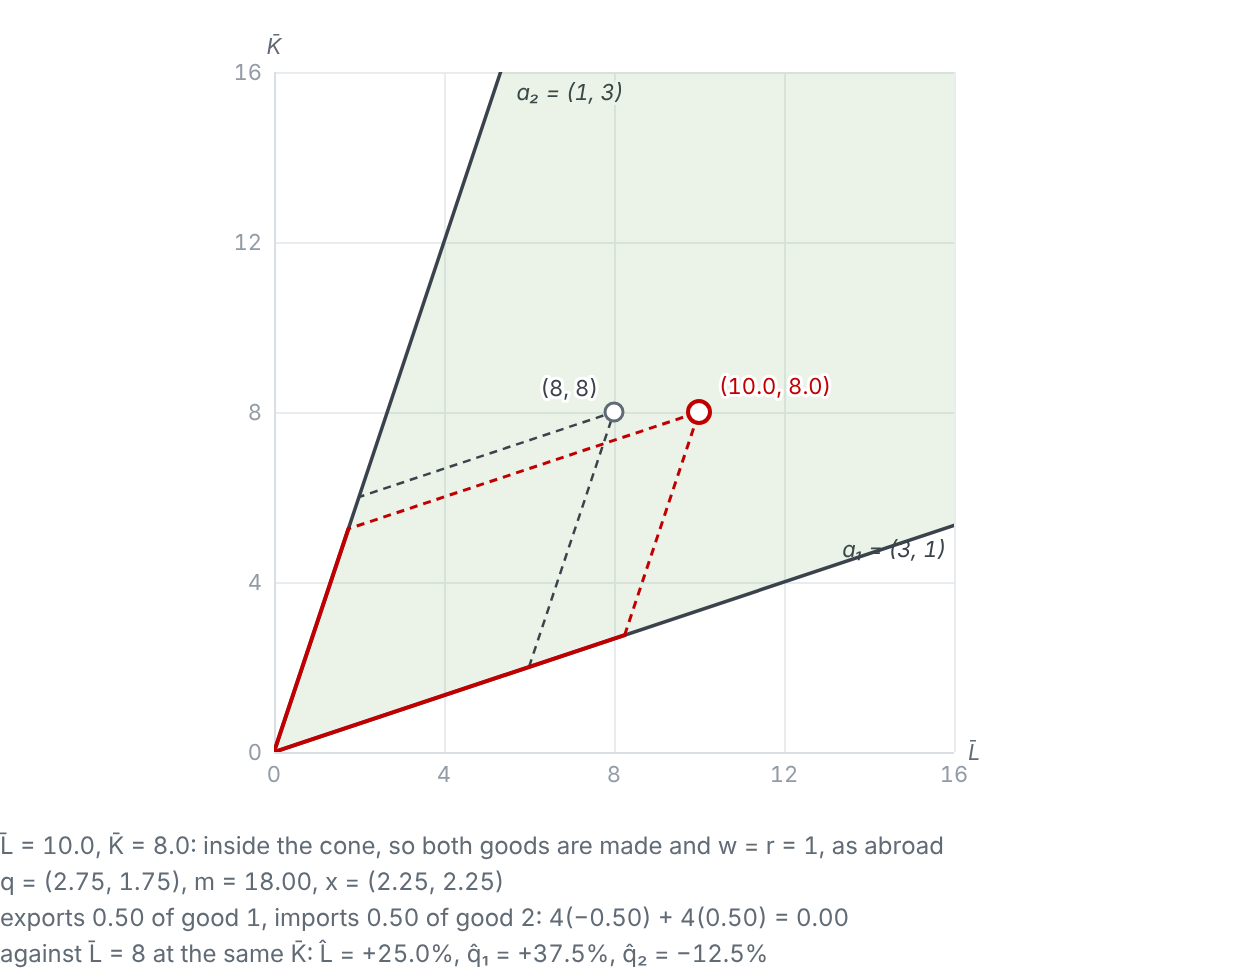 K̄
16
a₂ = (1, 3)
12
(8, 8)
(10.0, 8.0)
8
a₁ = (3, 1)
4
0
L̄
0 4 8 12 16
L̄ = 10.0, K̄ = 8.0: inside the cone, so both goods are made and w = r = 1, as abroad
q = (2.75, 1.75), m = 18.00, x = (2.25, 2.25)
exports 0.50 of good 1, imports 0.50 of good 2: 4(−0.50) + 4(0.50) = 0.00
against L̄ = 8 at the same K̄: L̂ = +25.0%, q̂₁ = +37.5%, q̂₂ = −12.5%